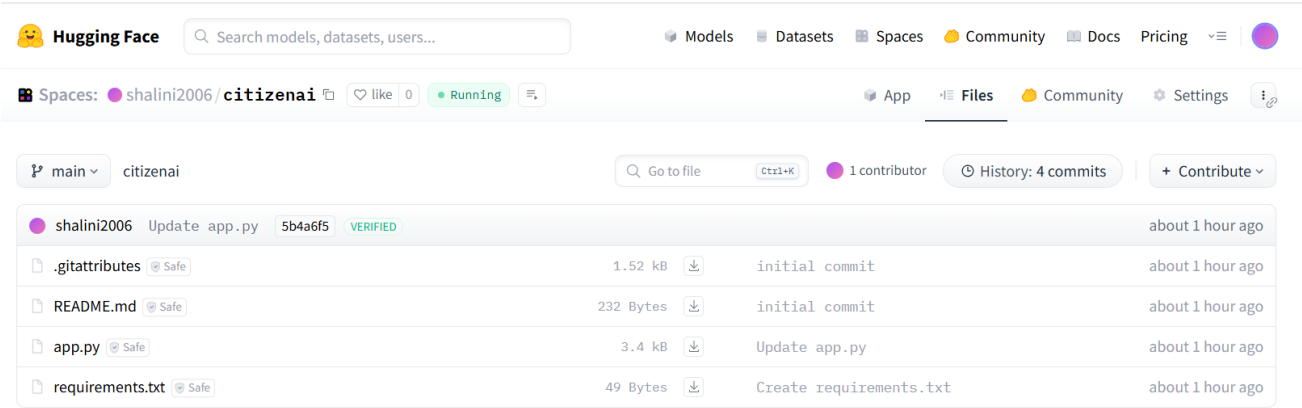 Hugging Face Search models, datasets, users... Models Datasets Spaces Community Docs Pricing
Spaces: shalini2006/citizenai like 0 Running App Files Community Settings
main citizenai Go to file Ctrl+K 1 contributor History: 4 commits + Contribute
shalini2006 Update app.py 5b4a6f5 VERIFIED about 1 hour ago
.gitattributes Safe 1.52 kB initial commit about 1 hour ago
README.md Safe 232 Bytes initial commit about 1 hour ago
app.py Safe 3.4 kB Update app.py about 1 hour ago
requirements.txt Safe 49 Bytes Create requirements.txt about 1 hour ago